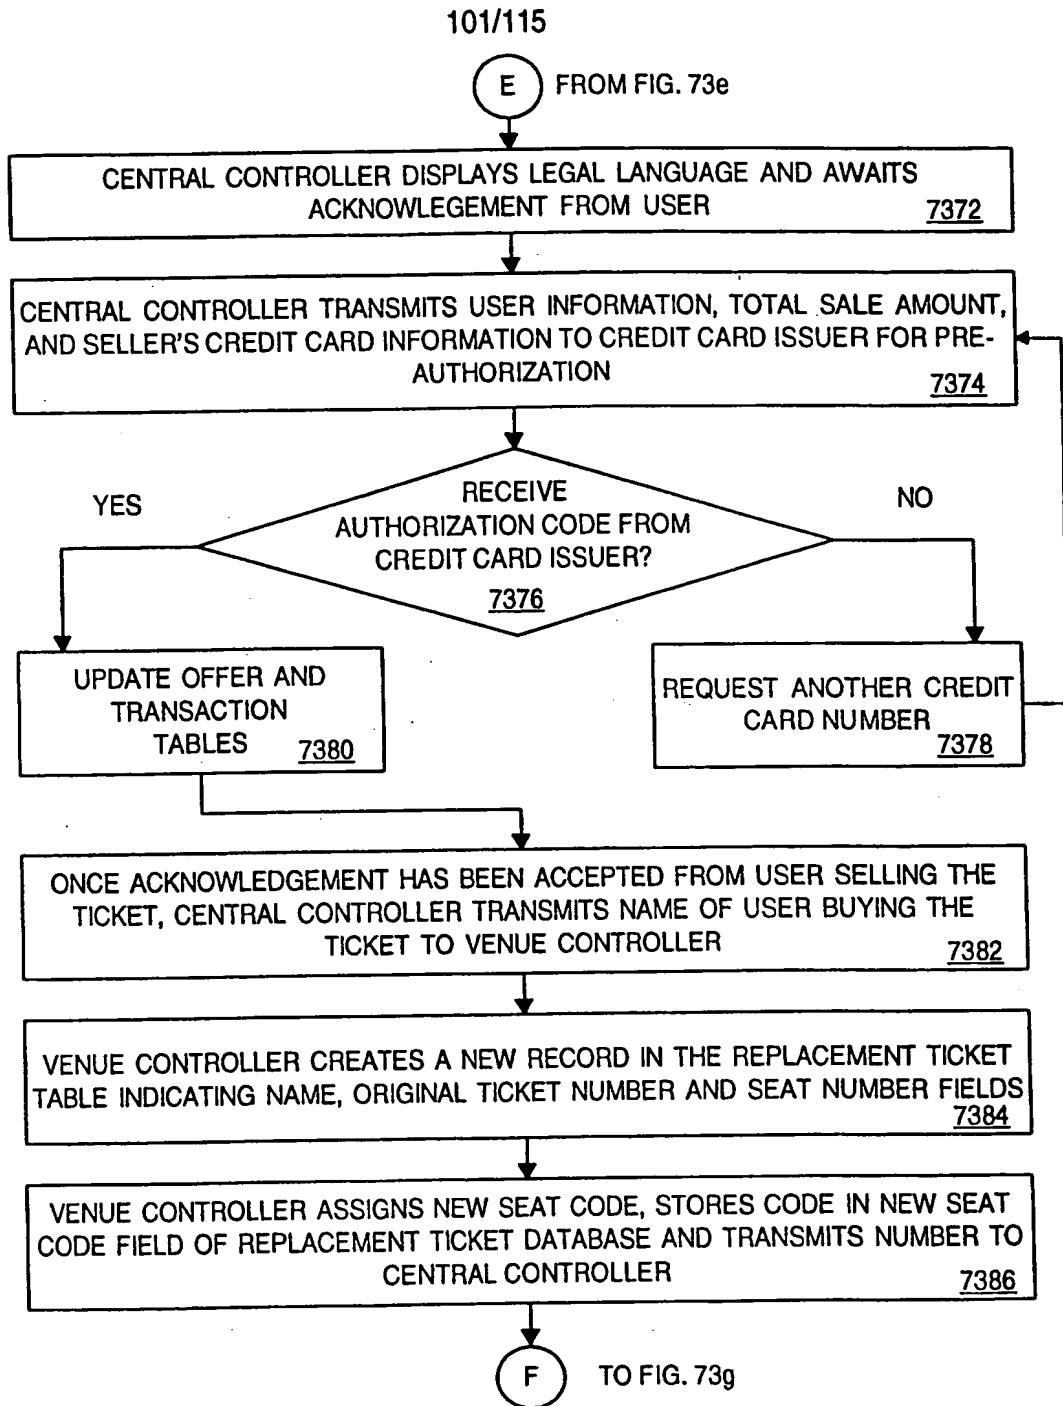 101/115
E FROM FIG. 73e
CENTRAL CONTROLLER DISPLAYS LEGAL LANGUAGE AND AWAITS
ACKNOWLEGEMENT FROM USER 7372
CENTRAL CONTROLLER TRANSMITS USER INFORMATION, TOTAL SALE AMOUNT,
AND SELLER'S CREDIT CARD INFORMATION TO CREDIT CARD ISSUER FOR PRE-
AUTHORIZATION 7374
YES
RECEIVE
AUTHORIZATION CODE FROM
CREDIT CARD ISSUER?
7376
NO
UPDATE OFFER AND
TRANSACTION
TABLES 7380
REQUEST ANOTHER CREDIT
CARD NUMBER
7378
ONCE ACKNOWLEDGEMENT HAS BEEN ACCEPTED FROM USER SELLING THE
TICKET, CENTRAL CONTROLLER TRANSMITS NAME OF USER BUYING THE
TICKET TO VENUE CONTROLLER 7382
VENUE CONTROLLER CREATES A NEW RECORD IN THE REPLACEMENT TICKET
TABLE INDICATING NAME, ORIGINAL TICKET NUMBER AND SEAT NUMBER FIELDS
7384
VENUE CONTROLLER ASSIGNS NEW SEAT CODE, STORES CODE IN NEW SEAT
CODE FIELD OF REPLACEMENT TICKET DATABASE AND TRANSMITS NUMBER TO
CENTRAL CONTROLLER 7386
F TO FIG. 73g